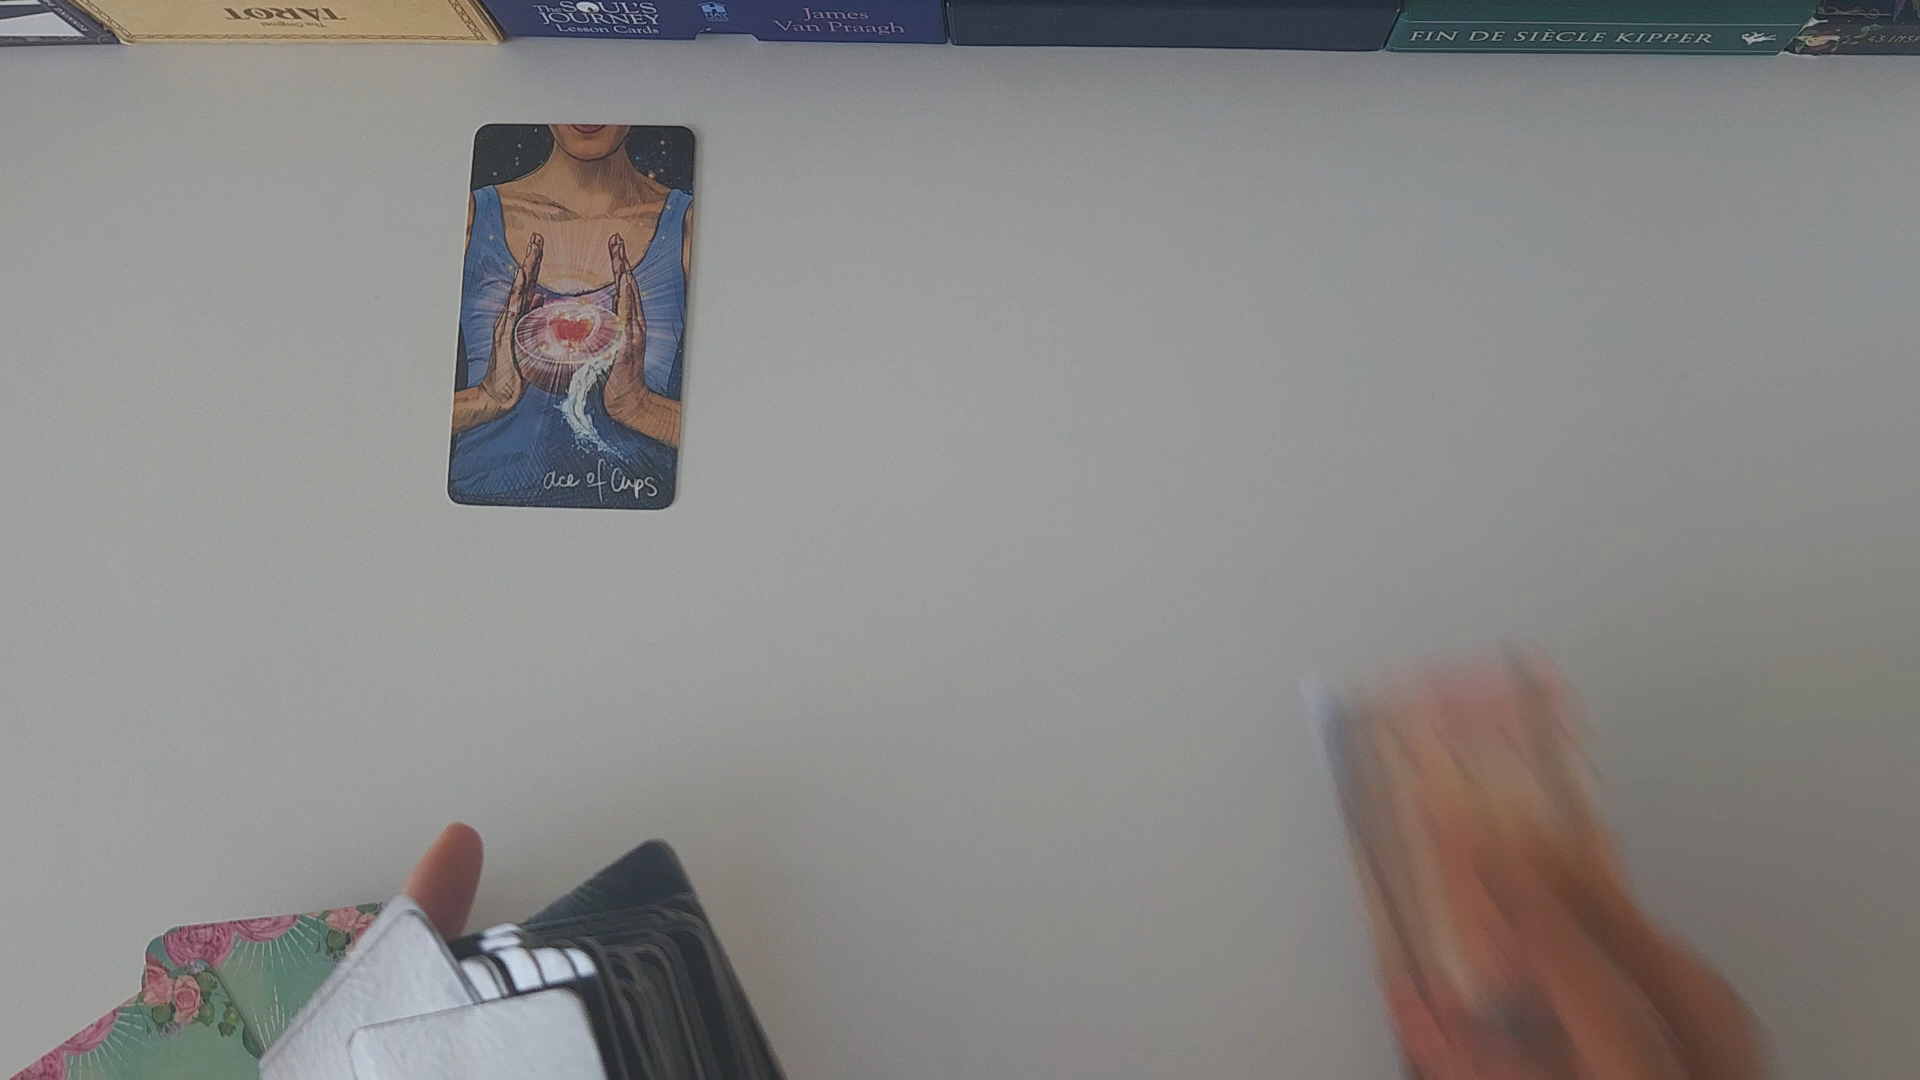 The Original
TAROT
The SOUL'S
JOURNEY
Lesson Cards
HAY
James
Van Praagh
FIN DE SIÈCLE KIPPER
ace of Cups